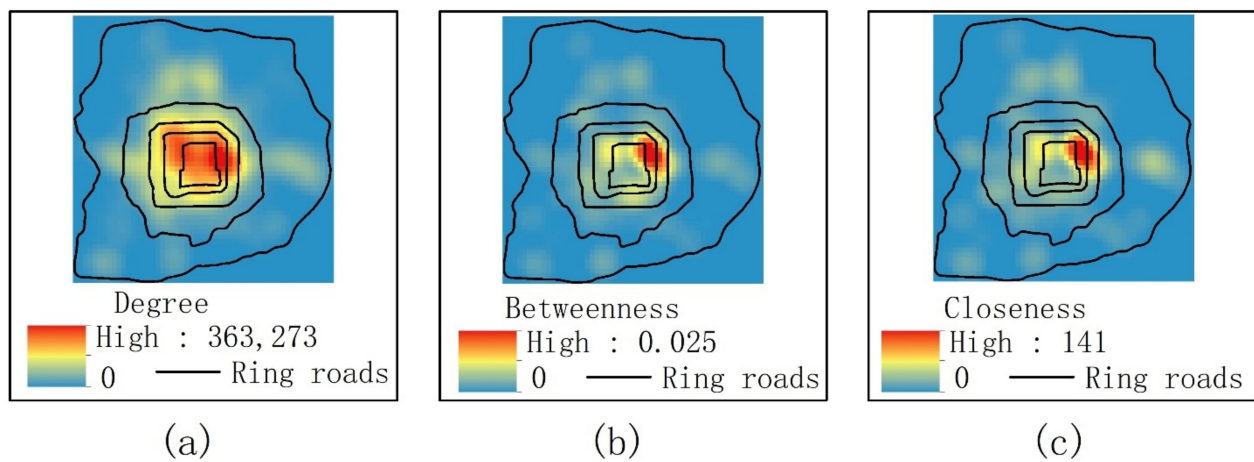 Degree
High : 363,273
0
Ring roads
(a)
Betweenness
High : 0.025
0
Ring roads
(b)
Closeness
High : 141
0
Ring roads
(c)